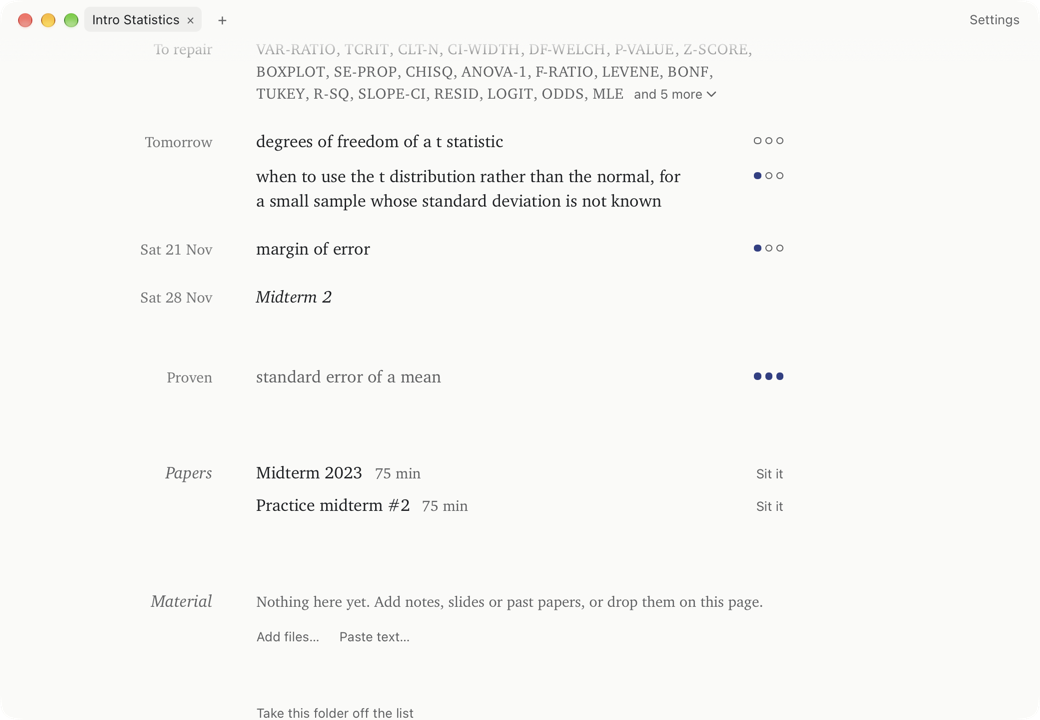 Intro Statistics × +
Settings
To repair VAR-RATIO, TCRIT, CLT-N, CI-WIDTH, DF-WELCH, P-VALUE, Z-SCORE,
BOXPLOT, SE-PROP, CHISQ, ANOVA-1, F-RATIO, LEVENE, BONF,
TUKEY, R-SQ, SLOPE-CI, RESID, LOGIT, ODDS, MLE and 5 more
Tomorrow degrees of freedom of a t statistic
when to use the t distribution rather than the normal, for
a small sample whose standard deviation is not known
Sat 21 Nov margin of error
Sat 28 Nov Midterm 2
Proven standard error of a mean
Papers Midterm 2023 75 min Sit it
Practice midterm #2 75 min Sit it
Material Nothing here yet. Add notes, slides or past papers, or drop them on this page.
Add files... Paste text...
Take this folder off the list